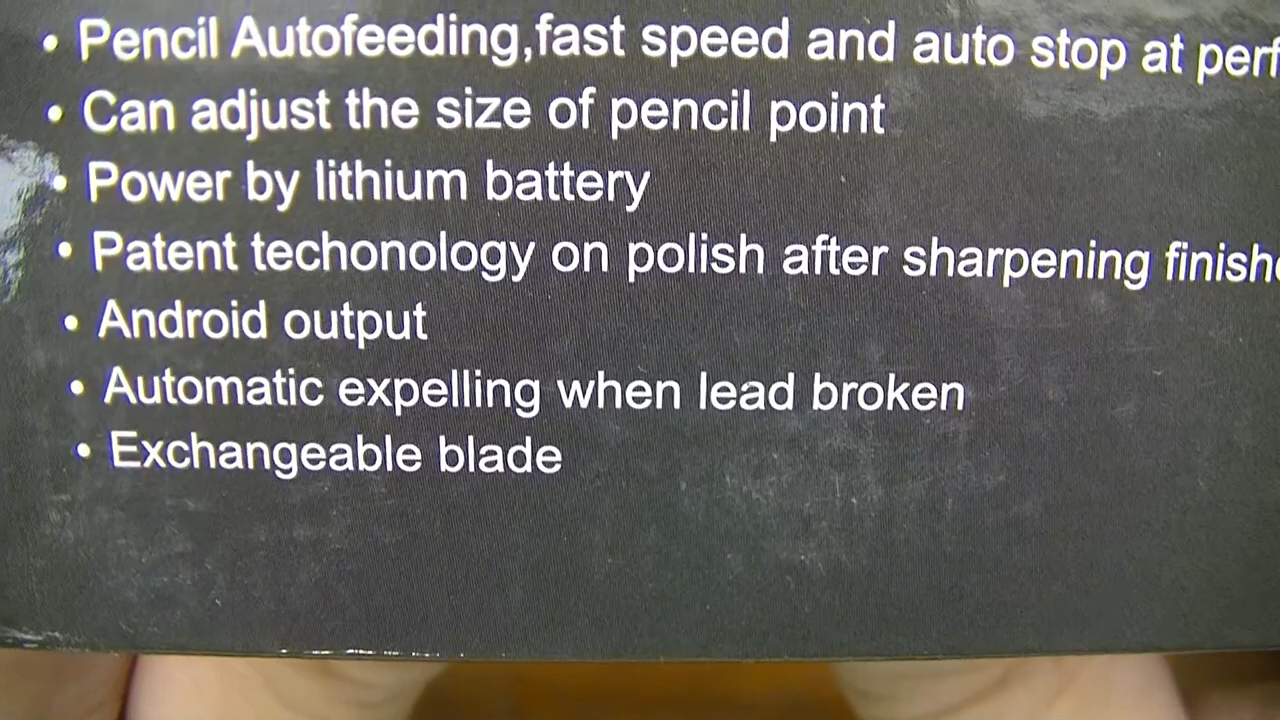 • Pencil Autofeeding,fast speed and auto stop at
• Can adjust the size of pencil point
• Power by lithium battery
• Patent techonology on polish after sharpening
• Android output
• Automatic expelling when lead broken
• Exchangeable blade